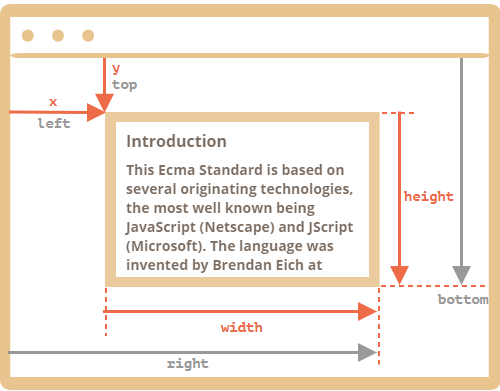 y
top
x
left
Introduction
This Ecma Standard is based on
several originating technologies,
the most well known being
JavaScript (Netscape) and JScript
(Microsoft). The language was
invented by Brendan Eich at
height
bottom
width
right